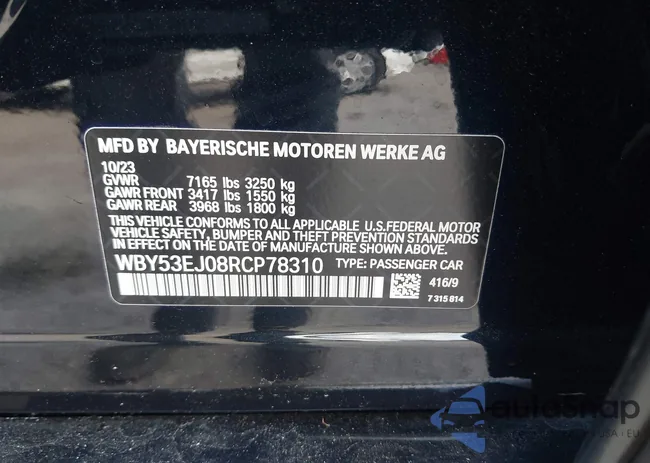 MFD BY BAYERISCHE MOTOREN WERKE AG
10/23
GVWR 7165 lbs 3250 kg
GAWR FRONT 3417 lbs 1550 kg
GAWR REAR 3968 lbs 1800 kg
THIS VEHICLE CONFORMS TO ALL APPLICABLE U.S.FEDERAL MOTOR
VEHICLE SAFETY, BUMPER AND THEFT PREVENTION STANDARDS
IN EFFECT ON THE DATE OF MANUFACTURE SHOWN ABOVE.
WBY53EJ08RCP78310 TYPE: PASSENGER CAR
416/9
7 315 814
autosnap